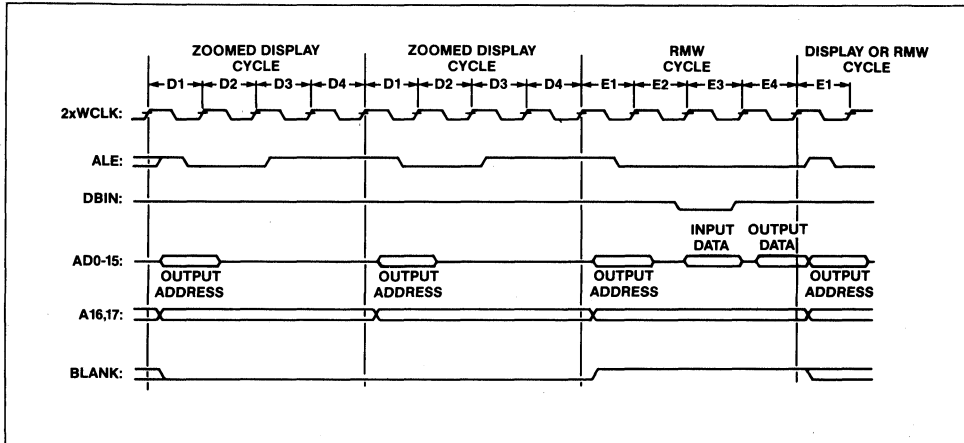 ZOOMED DISPLAY
CYCLE
ZOOMED DISPLAY
CYCLE
RMW
CYCLE
DISPLAY OR RMW
CYCLE
D1 D2 D3 D4 D1 D2 D3 D4 E1 E2 E3 E4 E1
2xWCLK:
ALE:
DBIN:
INPUT
DATA
OUTPUT
DATA
AD0-15:
OUTPUT
ADDRESS
OUTPUT
ADDRESS
OUTPUT
ADDRESS
OUTPUT
ADDRESS
A16,17:
BLANK: